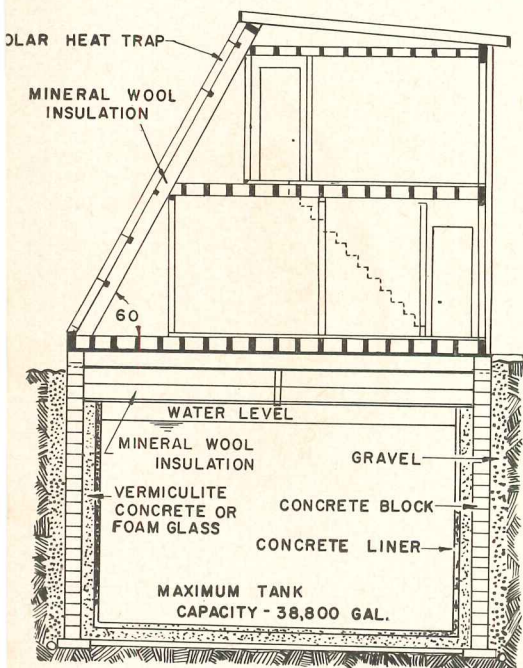 OLAR HEAT TRAP
MINERAL WOOL
INSULATION
60
WATER LEVEL
MINERAL WOOL
INSULATION
GRAVEL
VERMICULITE
CONCRETE OR
FOAM GLASS
CONCRETE BLOCK
CONCRETE LINER
MAXIMUM TANK
CAPACITY - 38,800 GAL.